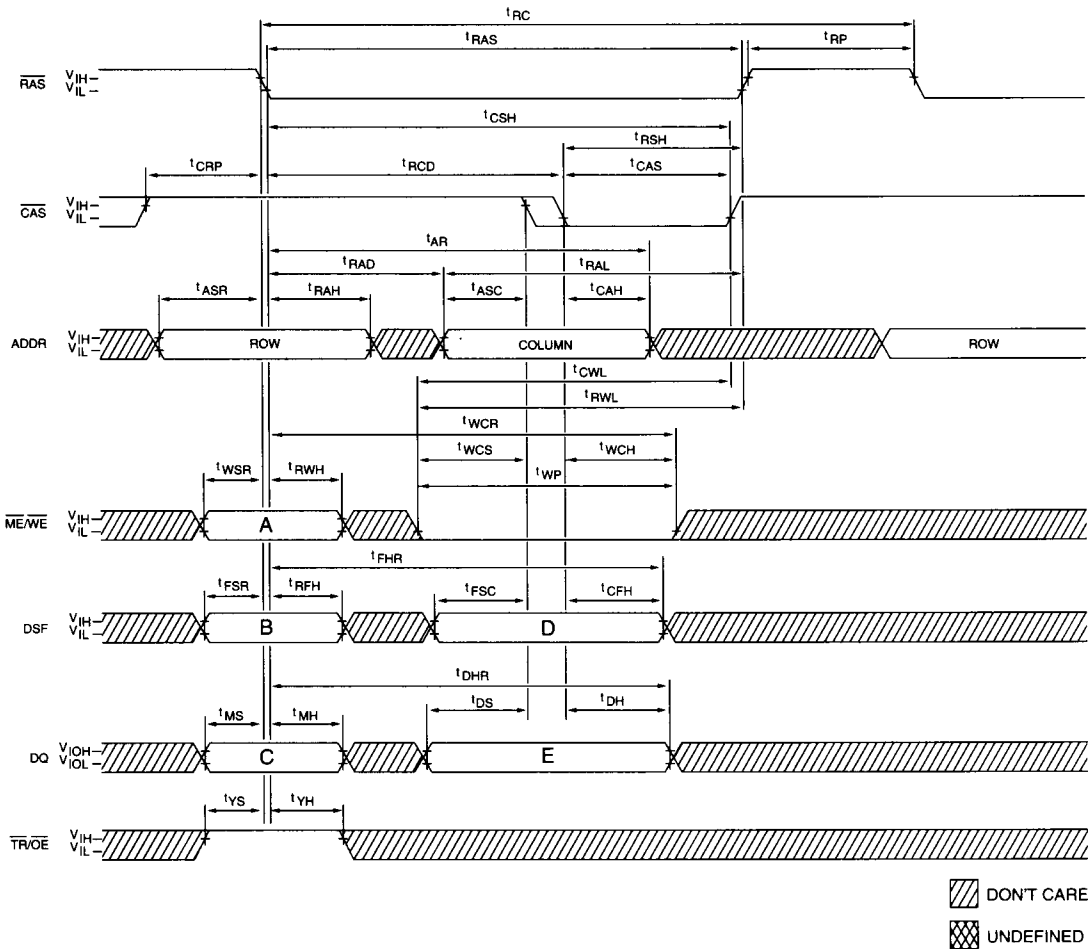 tRC
tRAS tRP
RAS VIH VIL
tCSH
tRSH
tCRP tRCD tCAS
CAS VIH VIL
tAR
tRAD tRAL
tASR tRAH tASC tCAH
ADDR VIH VIL ROW COLUMN ROW
tCWL
tRWL
tWCR
tWCS tWCH
tWSR tRWH tWP
ME/WE VIH VIL A
tFHR
tFSR tRFH tFSC tCFH
DSF VIH VIL B D
tDHR
tDS tDH
tMS tMH
DQ VIOH VIOL C E
tYS tYH
TR/OE VIH VIL
DON'T CARE
UNDEFINED